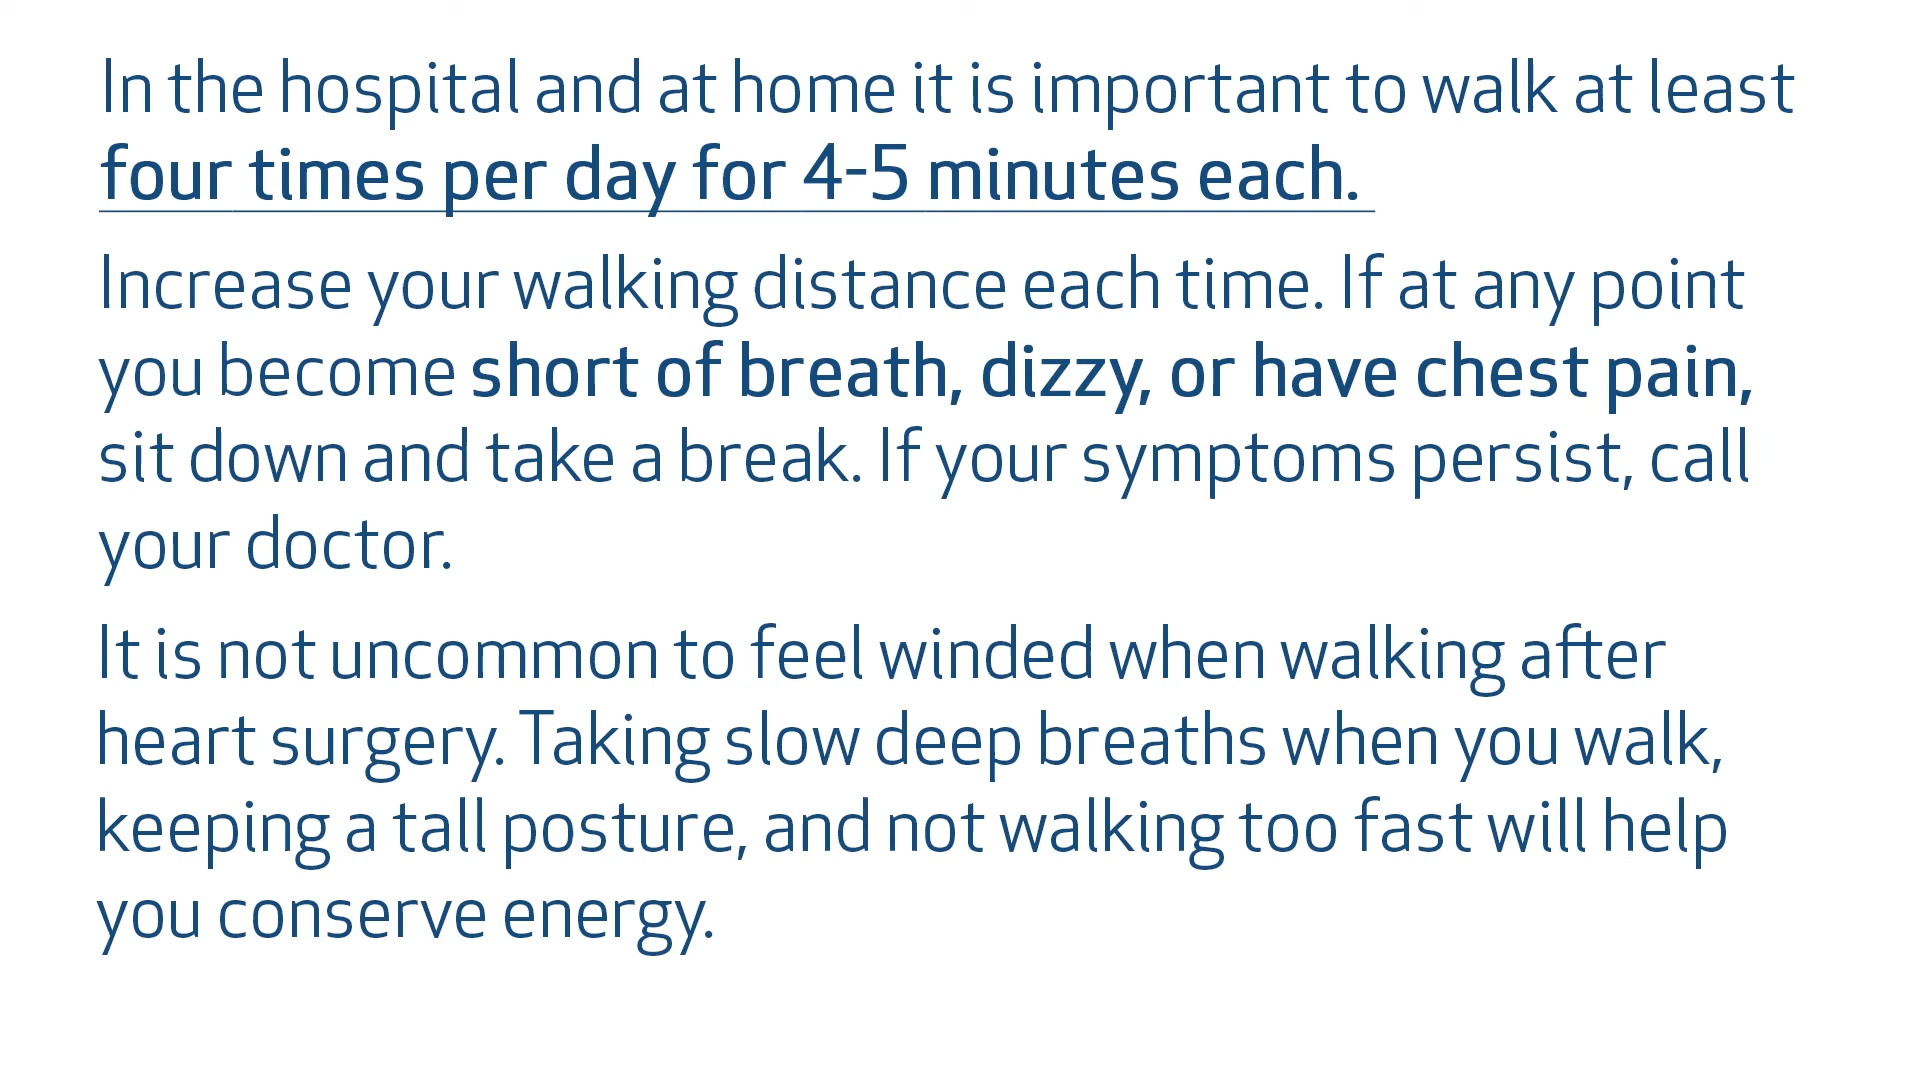 In the hospital and at home it is important to walk at least
four times per day for 4-5 minutes each.
Increase your walking distance each time. If at any point
you become short of breath, dizzy, or have chest pain,
sit down and take a break. If your symptoms persist, call
your doctor.
It is not uncommon to feel winded when walking after
heart surgery. Taking slow deep breaths when you walk,
keeping a tall posture, and not walking too fast will help
you conserve energy.